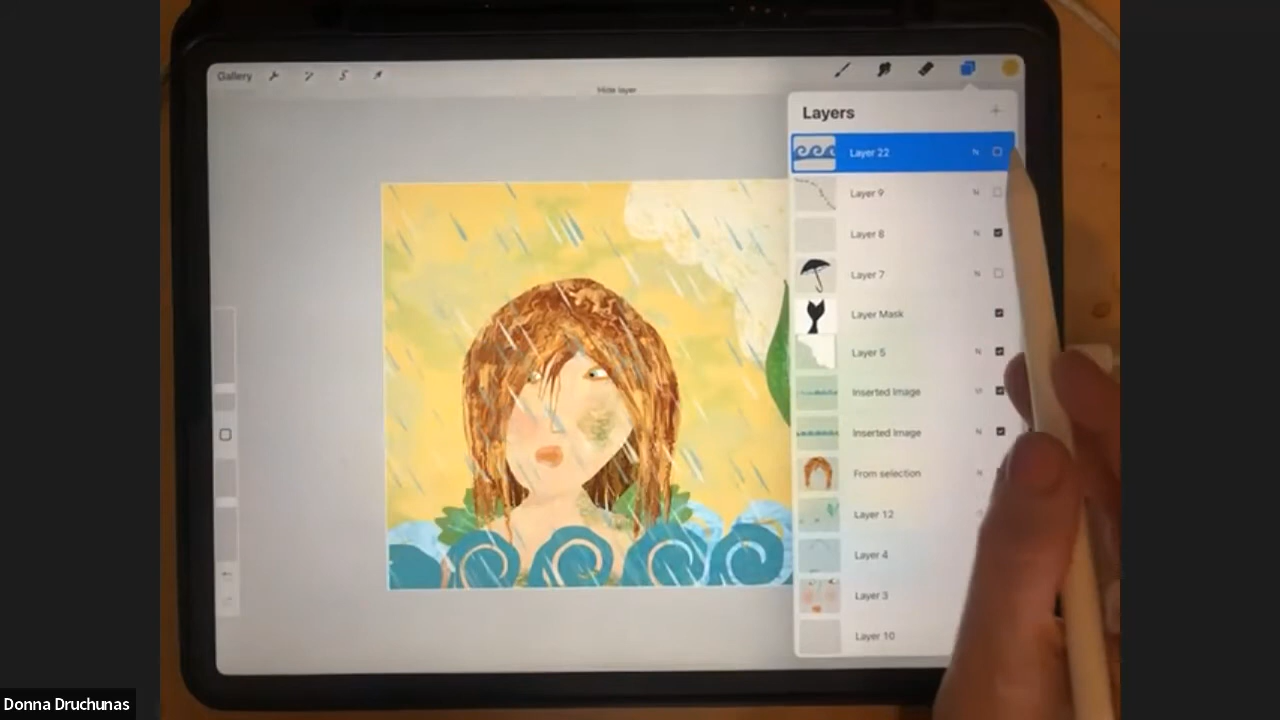 Gallery
Hide layer
Layers
Layer 22 N
Layer 9 N
Layer 8 N
Layer 7 N
Layer Mask
Layer 5 N
Inserted Image
Inserted Image N
From selection N
Layer 12
Layer 4
Layer 3
Layer 10
Donna Druchunas